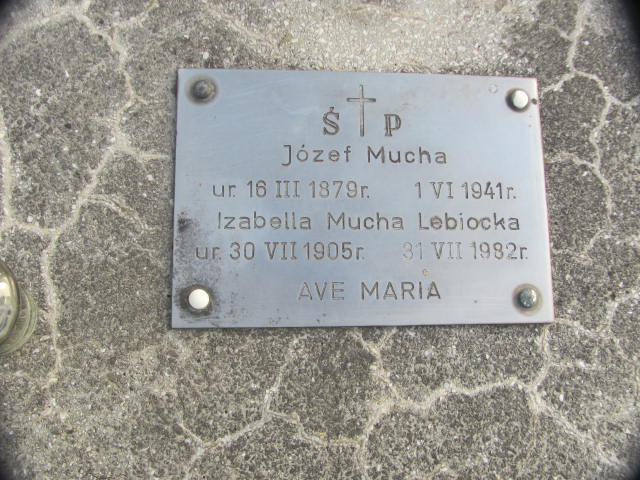 Ś P
Józef Mucha
ur. 16 III 1879r. 1 VI 1941r.
Izabella Mucha Lebiocka
ur. 30 VII 1905r. 31 VII 1982r.
AVE MARIA